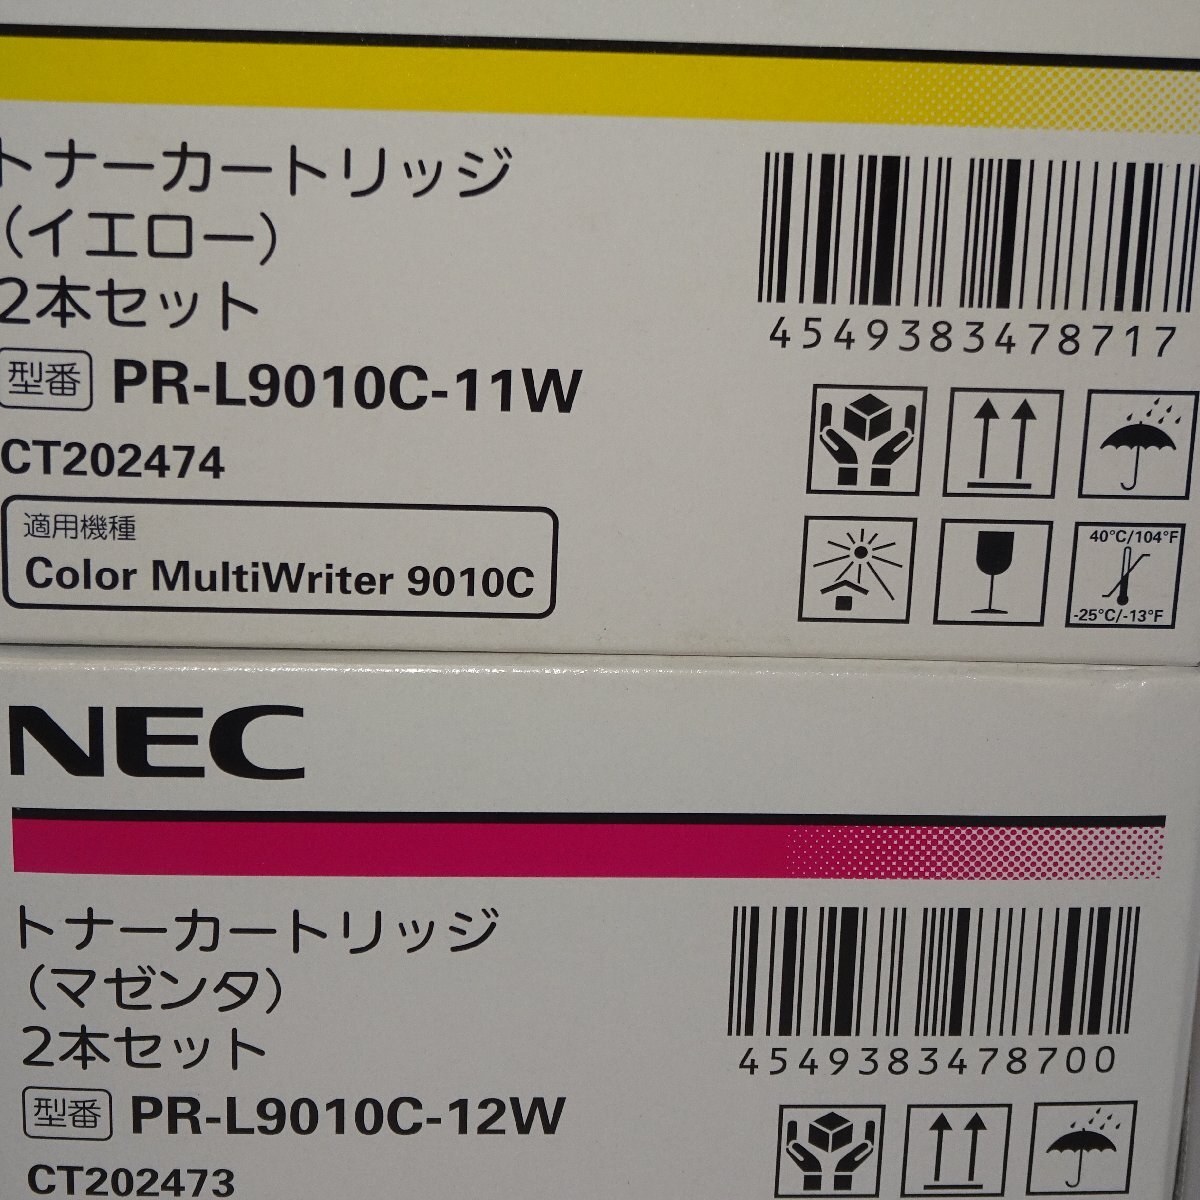 トナーカートリッジ
（イエロー）
2本セット
型番 PR-L9010C-11W
CT202474
適用機種
Color MultiWriter 9010C
4549383478717
40°C/104°F
-25°C/-13°F
NEC
トナーカートリッジ
（マゼンタ）
2本セット
型番 PR-L9010C-12W
CT202473
4549383478700